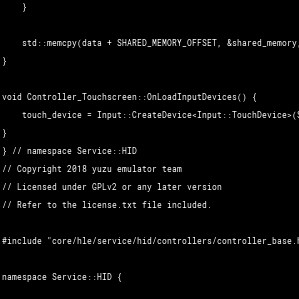 }
std::memcpy(data + SHARED_MEMORY_OFFSET, &shared_memory,
}
void Controller_Touchscreen::OnLoadInputDevices() {
touch_device = Input::CreateDevice<Input::TouchDevice>(S
}
} // namespace Service::HID
// Copyright 2018 yuzu emulator team
// Licensed under GPLv2 or any later version
// Refer to the license.txt file included.
#include "core/hle/service/hid/controllers/controller_base.h
namespace Service::HID {